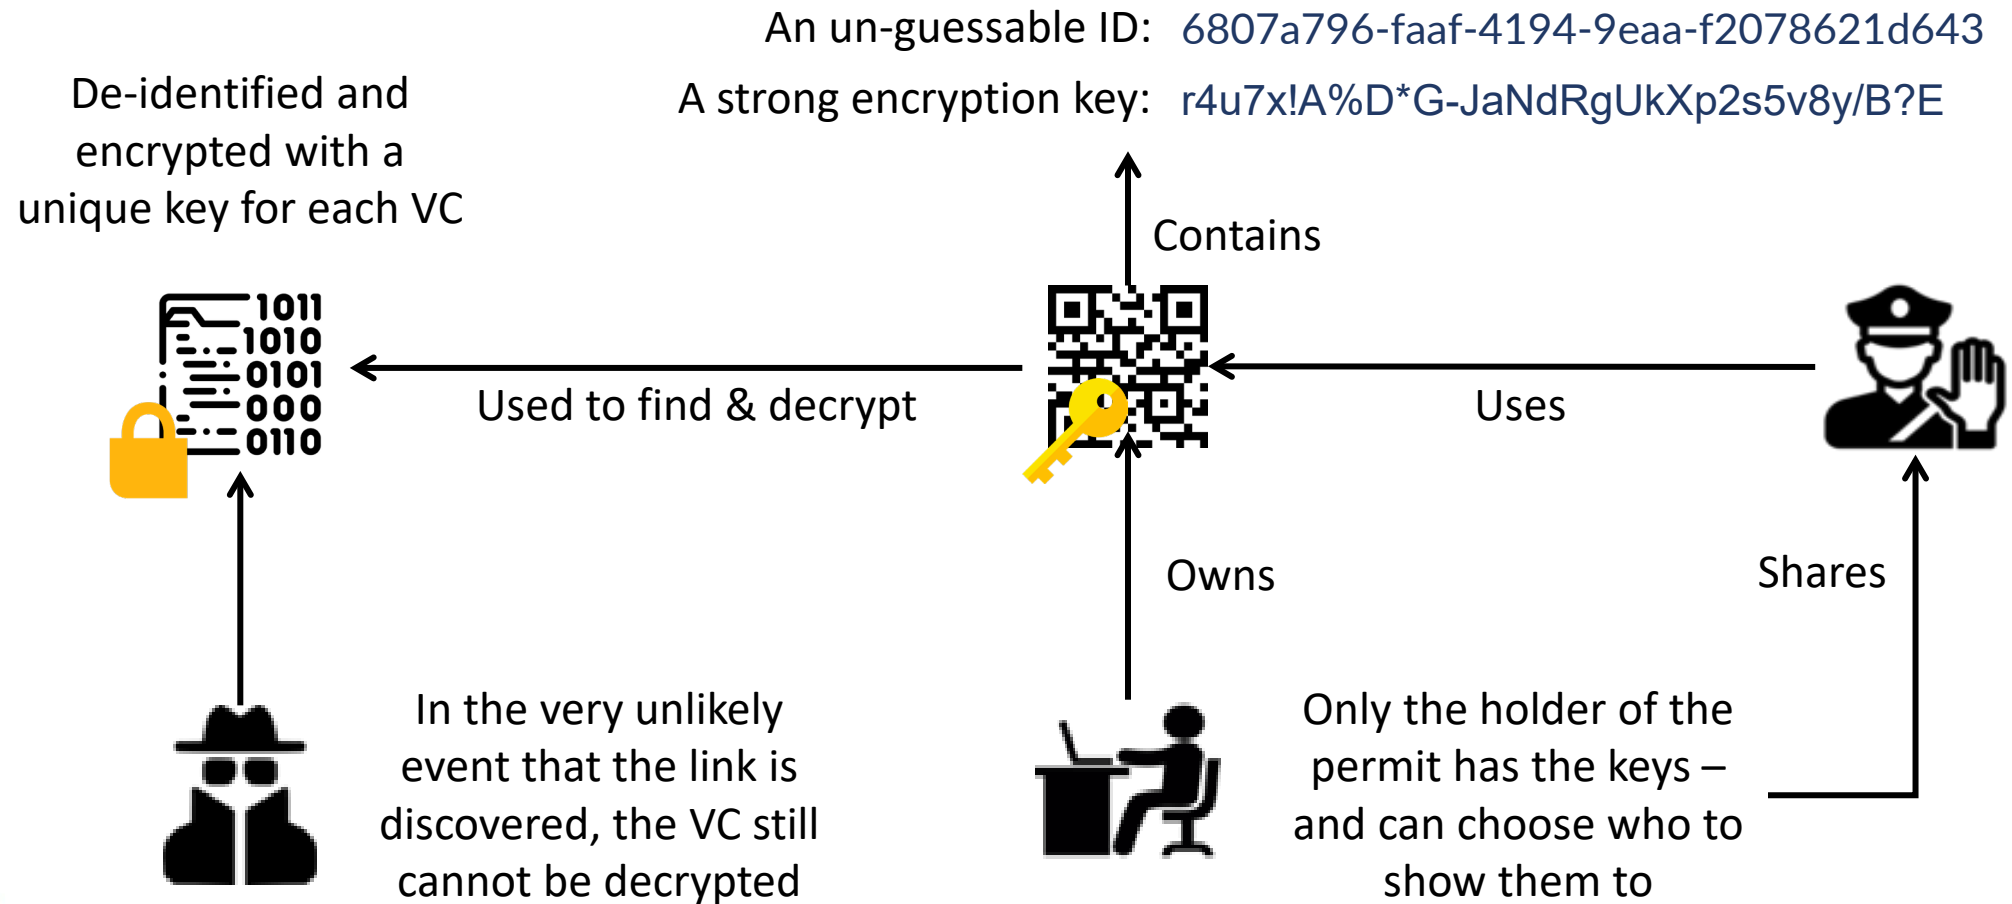 An un-guessable ID: 6807a796-faaf-4194-9eaa-f2078621d643
A strong encryption key: r4u7x!A%D*G-JaNdRgUkXp2s5v8y/B?E
De-identified and
encrypted with a
unique key for each VC
Contains
1011
1010
0101
000
0110
Used to find & decrypt
Uses
Owns
Shares
In the very unlikely
event that the link is
discovered, the VC still
cannot be decrypted
Only the holder of the
permit has the keys –
and can choose who to
show them to